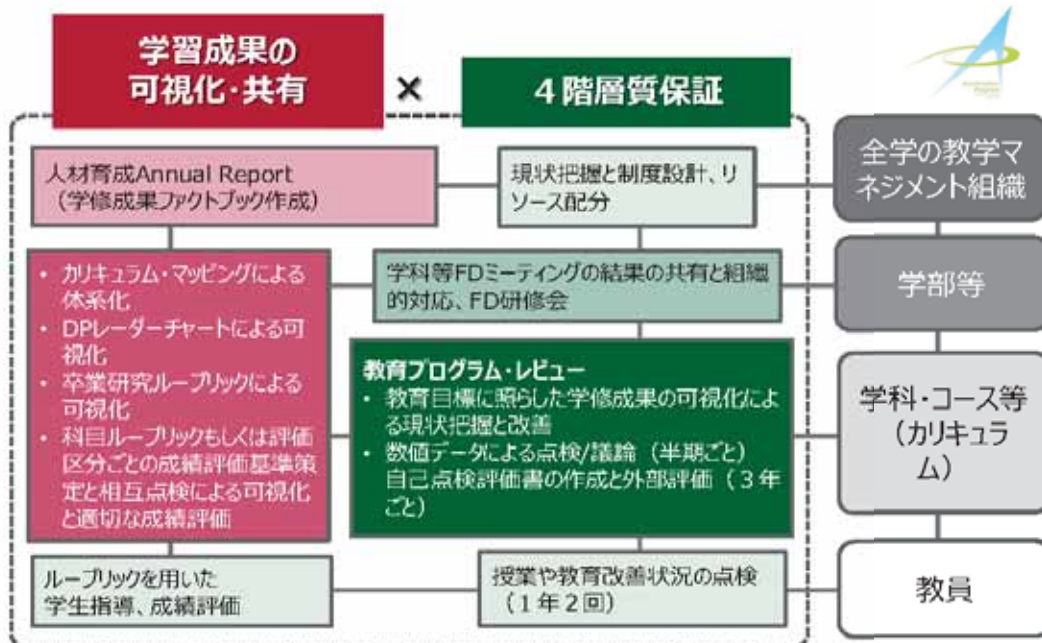 学習成果の
可視化・共有
×
4階層質保証
人材育成Annual Report
（学修成果ファクトブック作成）
現状把握と制度設計、リ
ソース配分
全学の教学マ
ネジメント組織
• カリキュラム・マッピングによる
体系化
• DPレーダーチャートによる可
視化
• 卒業研究ルーブリックによる
可視化
• 科目ルーブリックもしくは評価
区分ごとの成績評価基準策
定と相互点検による可視化
と適切な成績評価
学科等FDミーティングの結果の共有と組織
的対応、FD研修会
学部等
教育プログラム・レビュー
• 教育目標に照らした学修成果の可視化によ
る現状把握と改善
• 数値データによる点検/議論（半期ごと）
自己点検評価書の作成と外部評価（３年
ごと）
学科・コース等
（カリキュラ
ム）
ルーブリックを用いた
学生指導、成績評価
授業や教育改善状況の点検
（１年２回）
教員